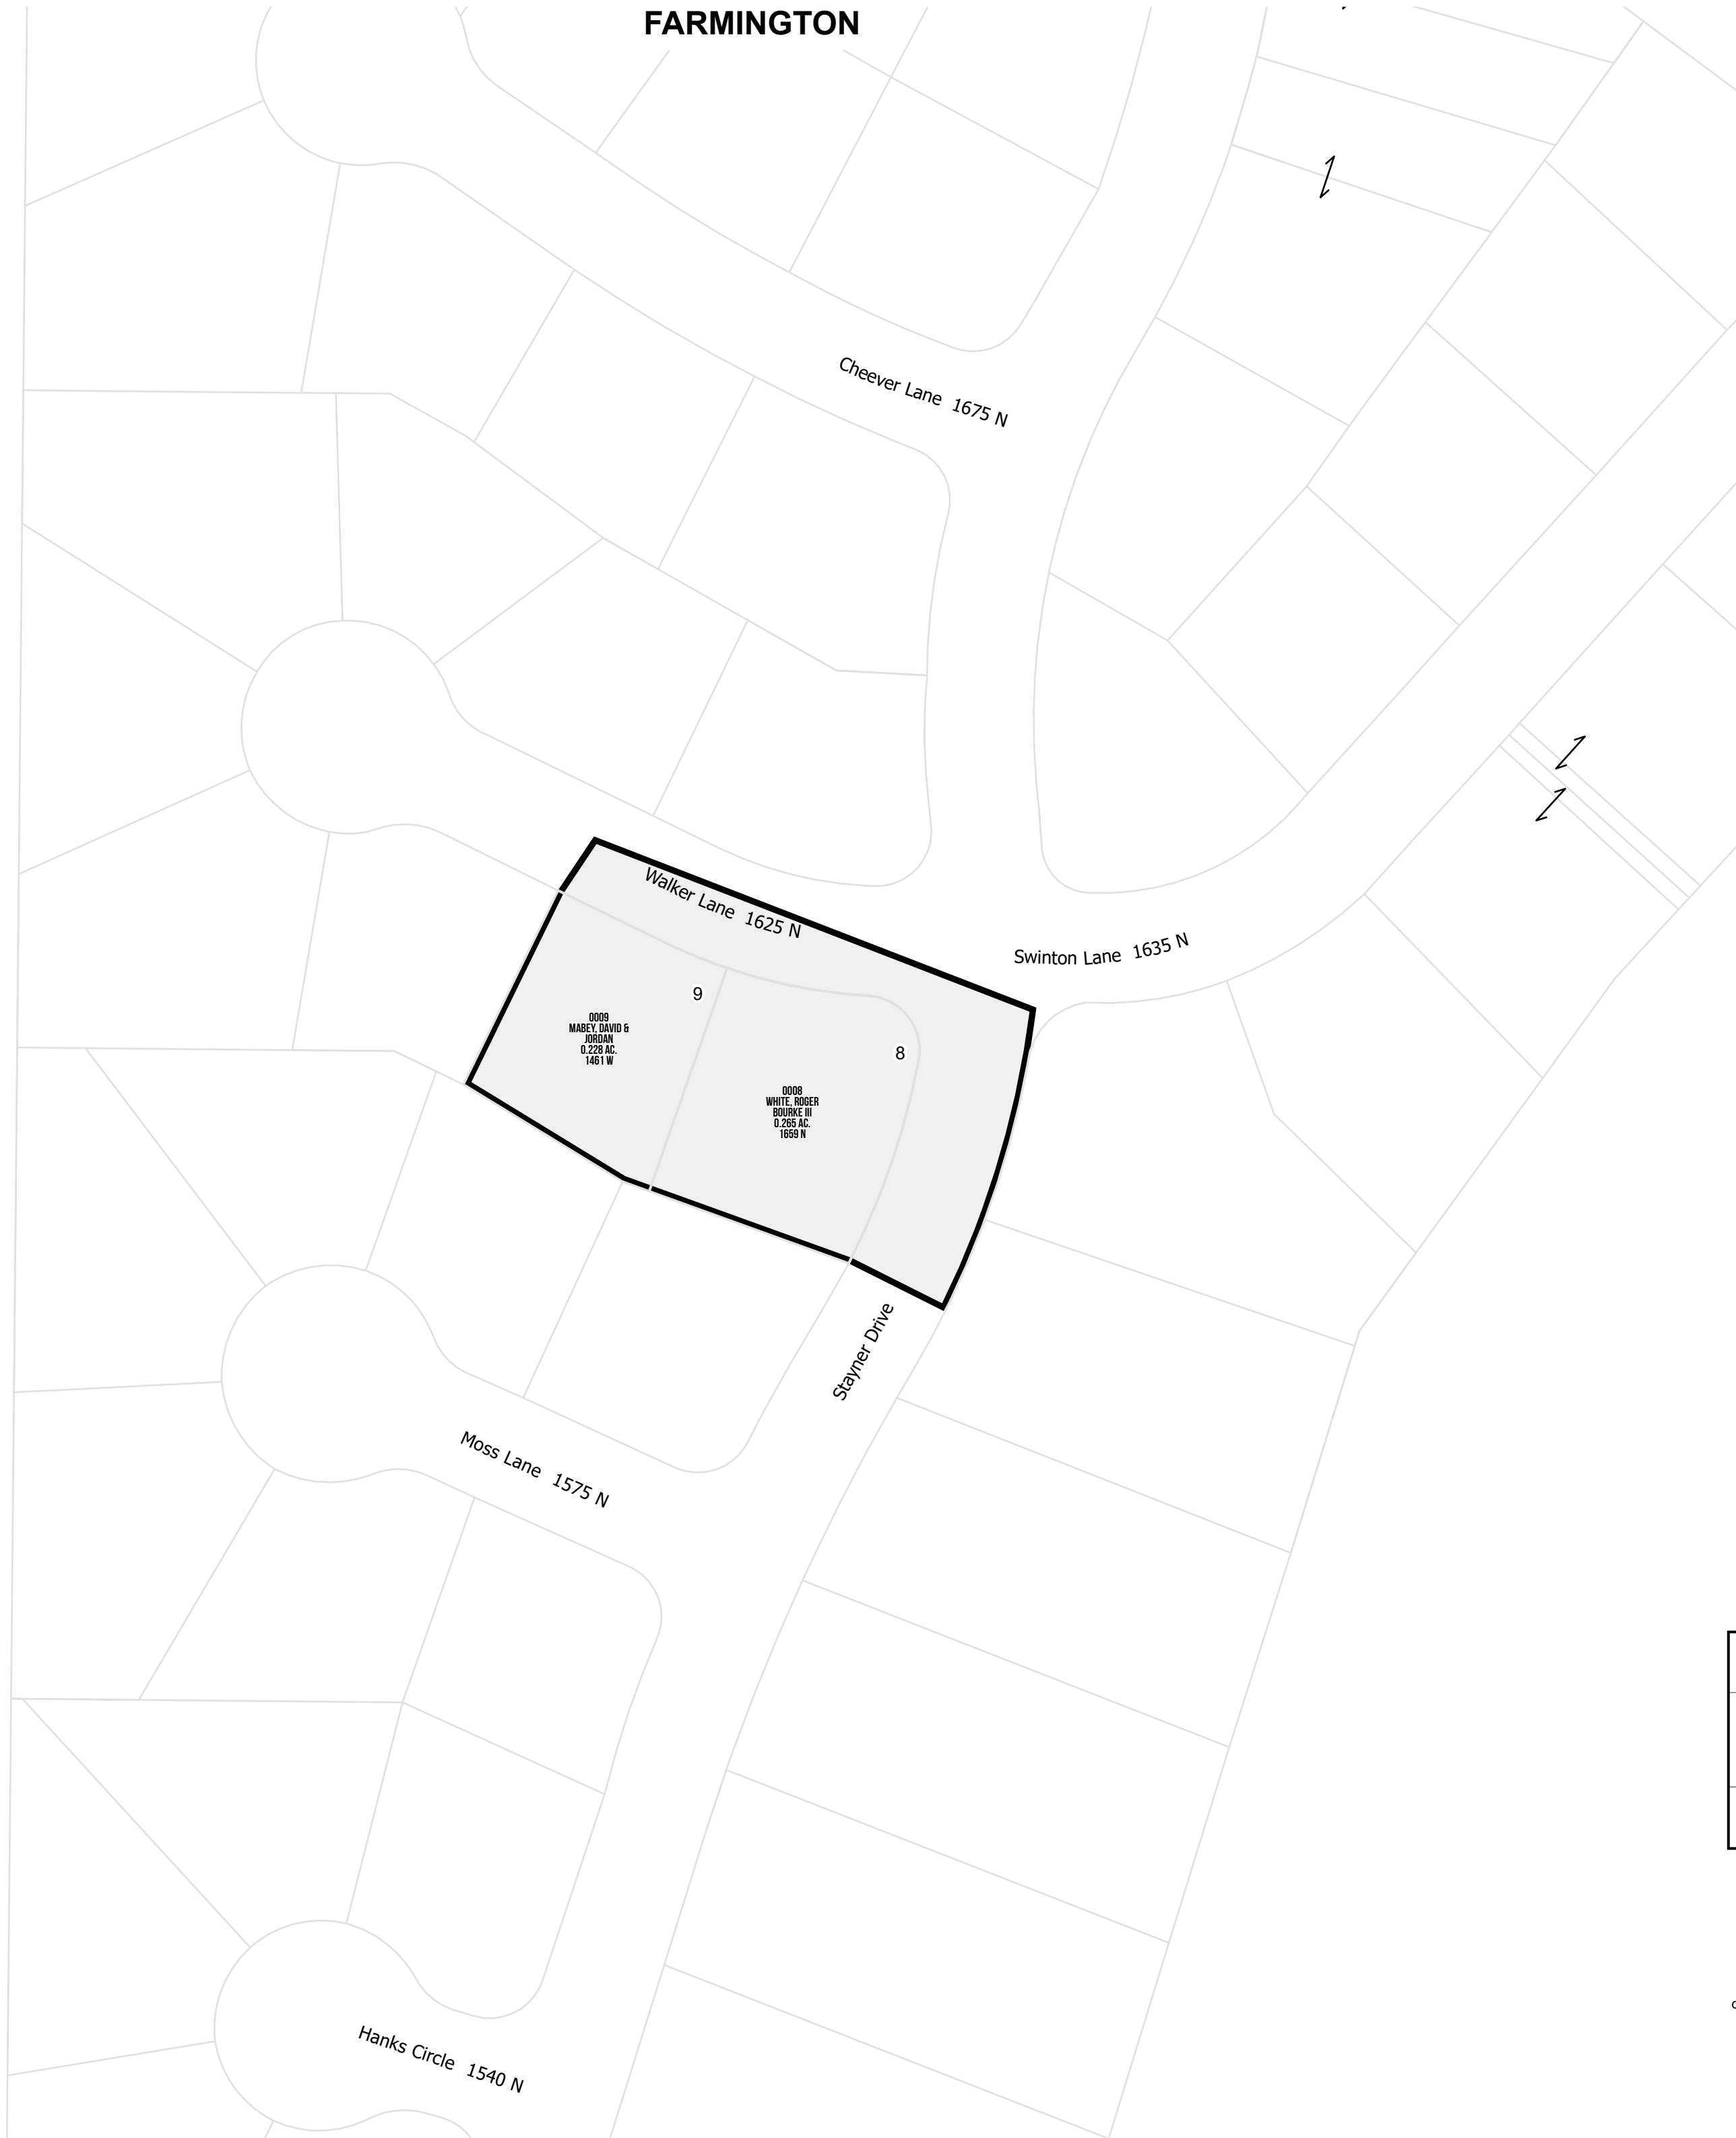 FARMINGTON
Cheever Lane 1675 N
Walker Lane 1625 N
Swinton Lane 1635 N
9
0009
MABEY, DAVID &
JORDAN
0.228 AC.
1461 W
8
0008
WHITE, ROGER
BOURKE III
0.265 AC.
1659 N
Stayner Drive
Moss Lane 1575 N
Hanks Circle 1540 N